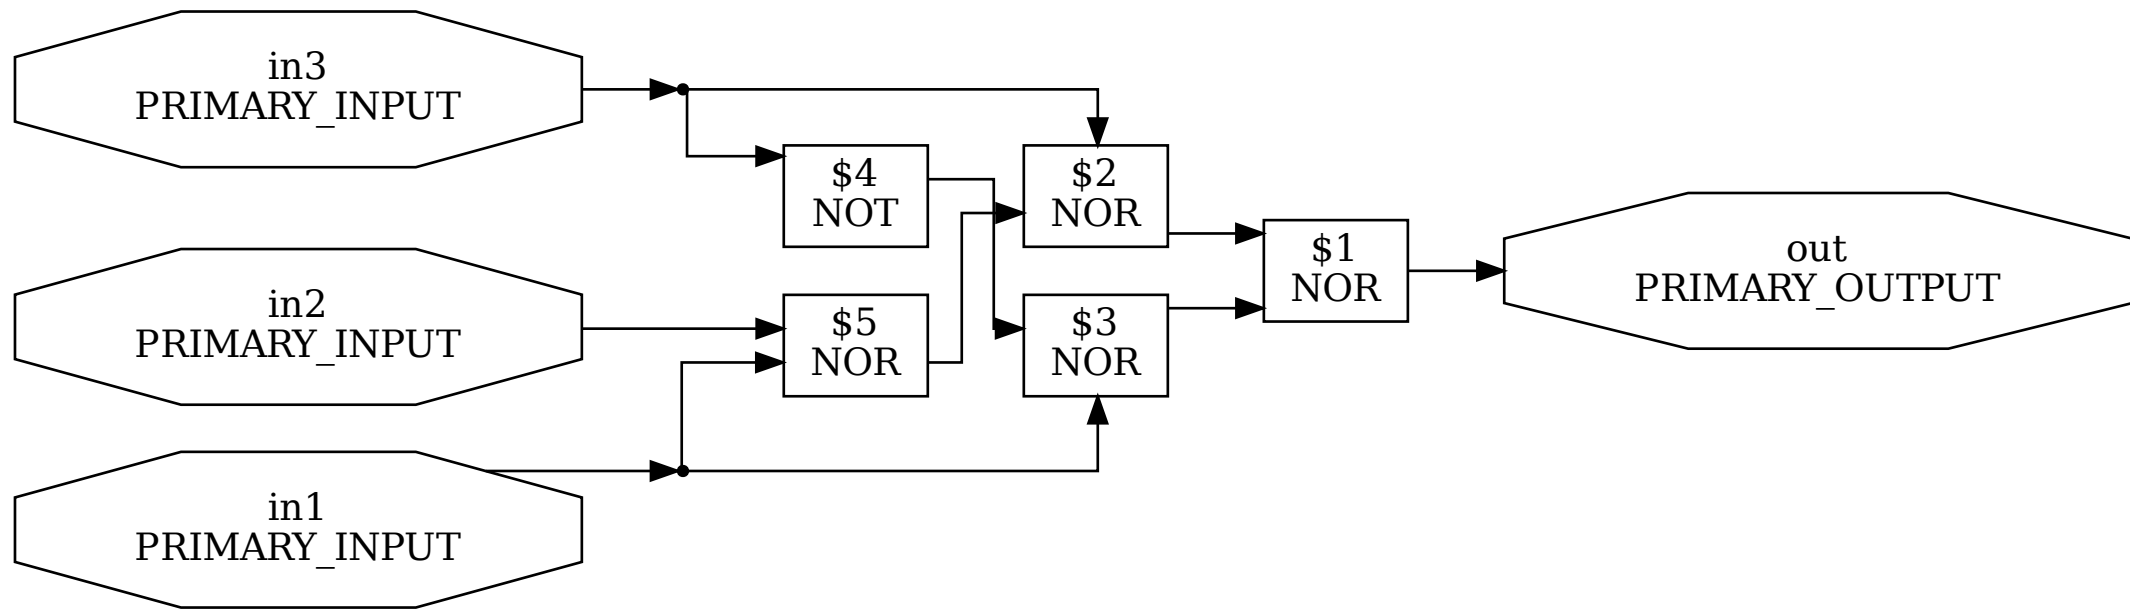 in3
PRIMARY_INPUT
$4
NOT
$2
NOR
in2
PRIMARY_INPUT
$5
NOR
$3
NOR
$1
NOR
out
PRIMARY_OUTPUT
in1
PRIMARY_INPUT